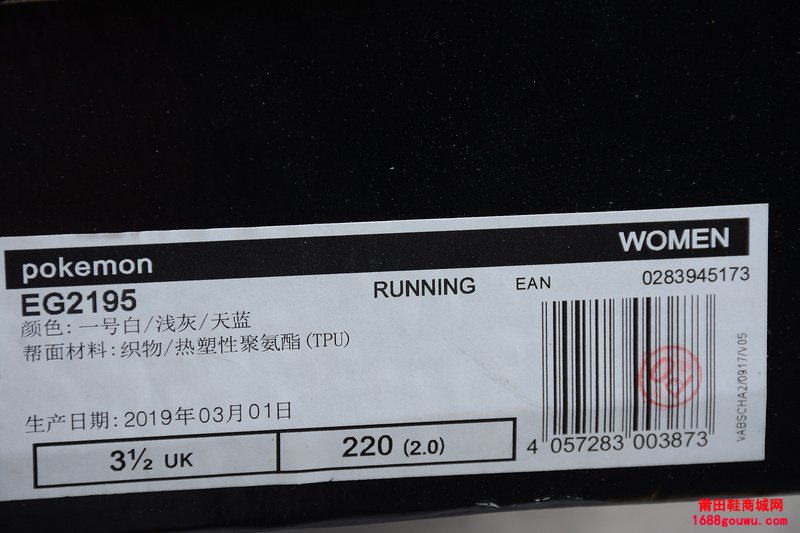 pokemon WOMEN
EG2195 RUNNING EAN 0283945173
颜色: 一号白/浅灰/天蓝
帮面材料: 织物/热塑性聚氨酯(TPU)
生产日期: 2019年03月01日
3½ UK 220 (2.0)
4 057283 003873
VABSCHA2/0917/V05
莆田鞋商城网
1688gouwu.com